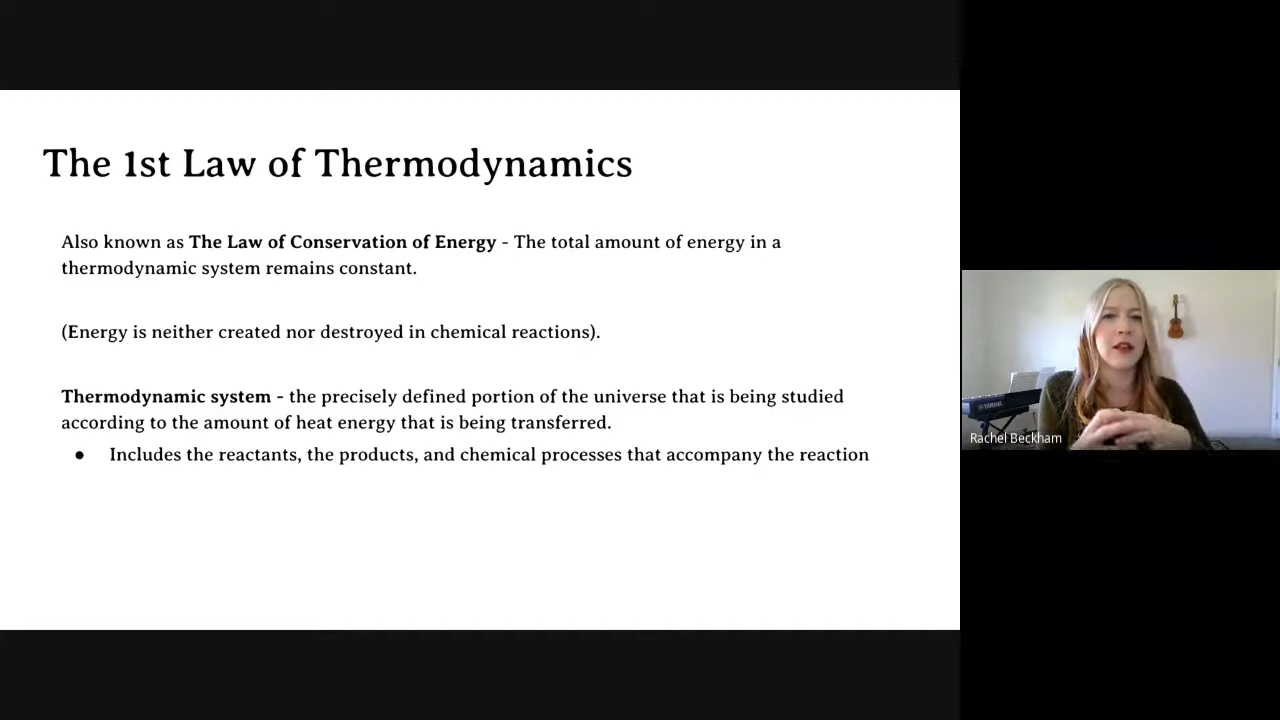 The 1st Law of Thermodynamics
Also known as The Law of Conservation of Energy - The total amount of energy in a
thermodynamic system remains constant.
(Energy is neither created nor destroyed in chemical reactions).
Thermodynamic system - the precisely defined portion of the universe that is being studied
according to the amount of heat energy that is being transferred.
● Includes the reactants, the products, and chemical processes that accompany the reaction
YAMAHA
Rachel Beckham